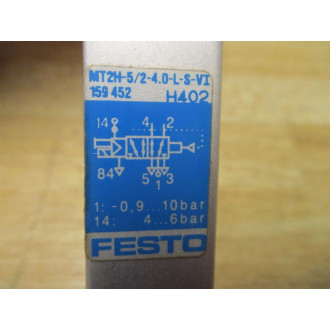 MT2H-5/2-4.0-L-S-VI
159 452 H402
14 4 2
84 5 1 3
1: -0,9...10bar
14: 4...6bar
FESTO